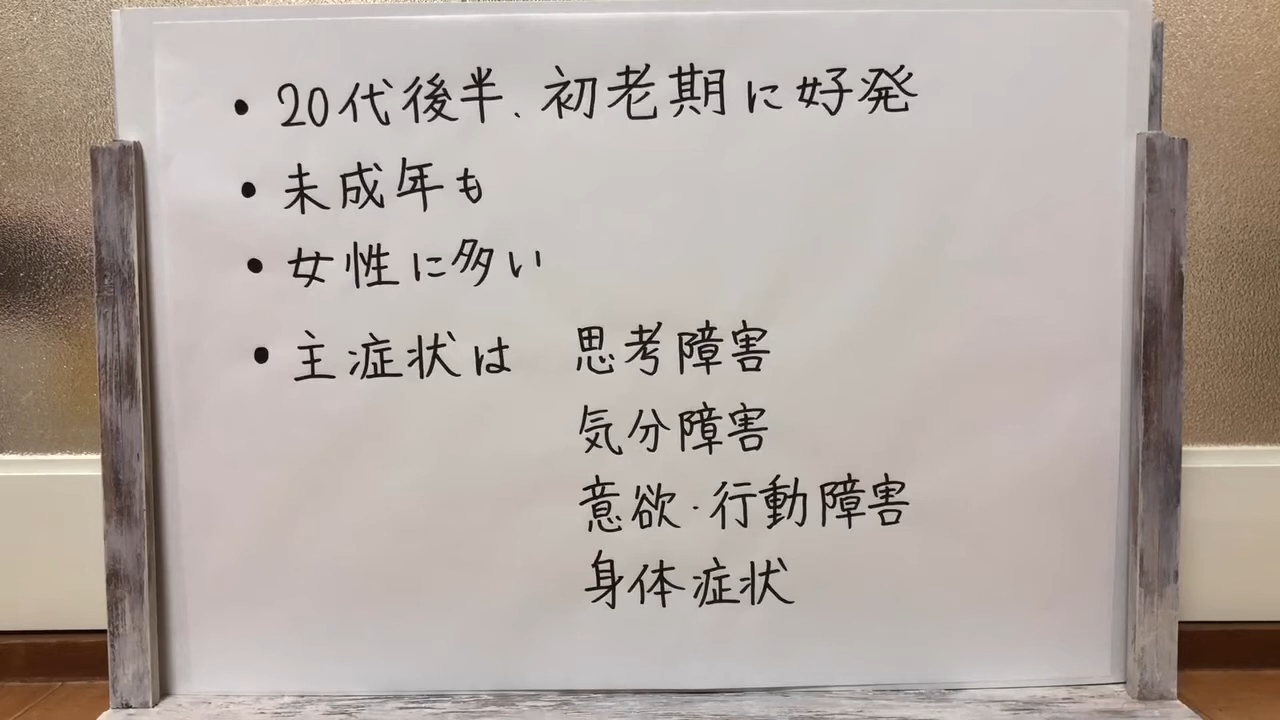 • 20代後半、初老期に好発
• 未成年も
• 女性に多い
• 主症状は 思考障害
気分障害
意欲・行動障害
身体症状